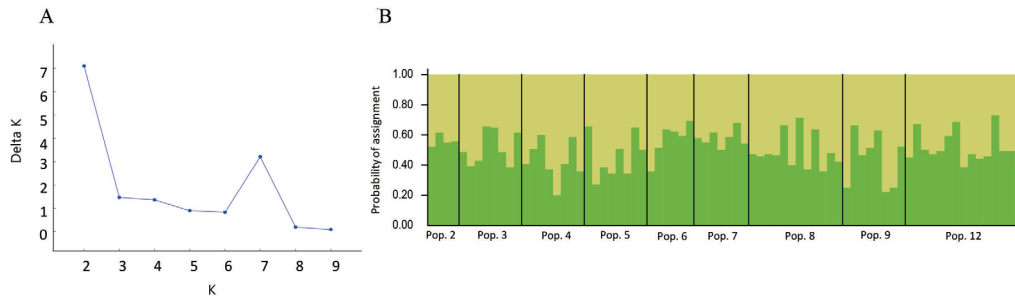 A
B
Delta K
7
6
5
4
3
2
1
0
2 3 4 5 6 7 8 9
K
Probability of assignment
1.00
0.80
0.60
0.40
0.20
0.00
Pop. 2 Pop. 3 Pop. 4 Pop. 5 Pop. 6 Pop. 7 Pop. 8 Pop. 9 Pop. 12